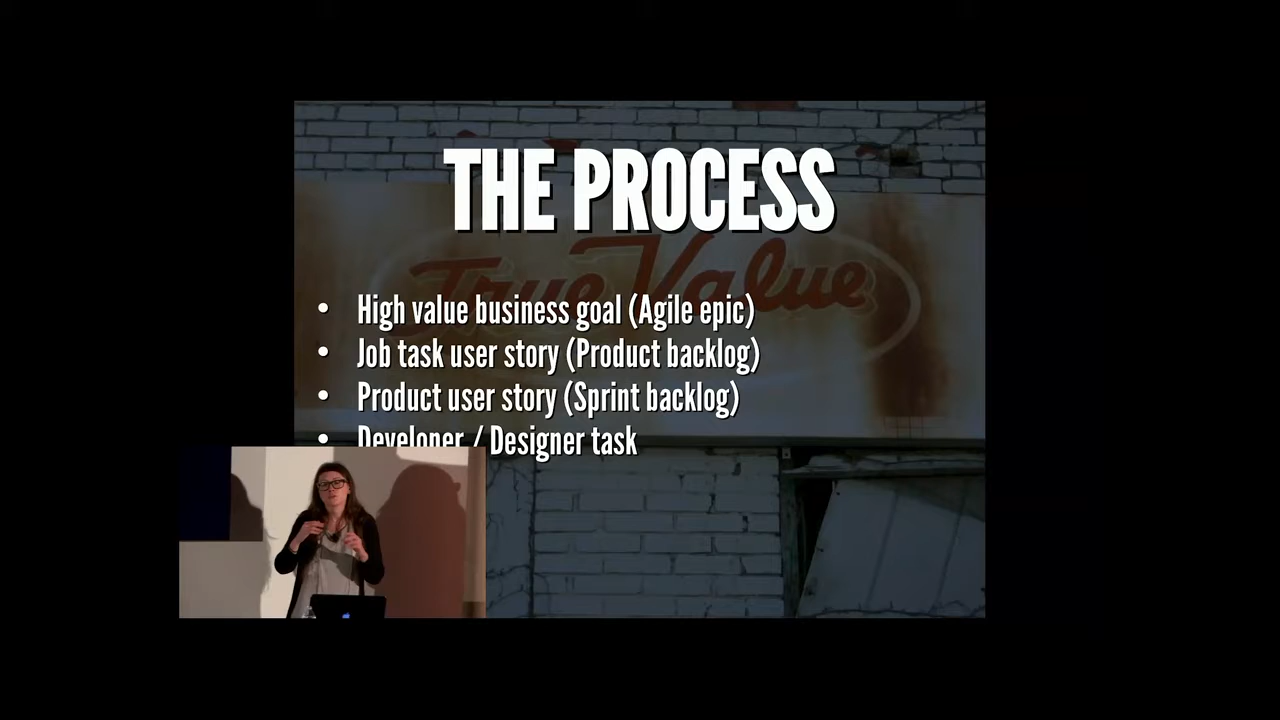 THE PROCESS
True Value
• High value business goal (Agile epic)
• Job task user story (Product backlog)
• Product user story (Sprint backlog)
• Developer / Designer task